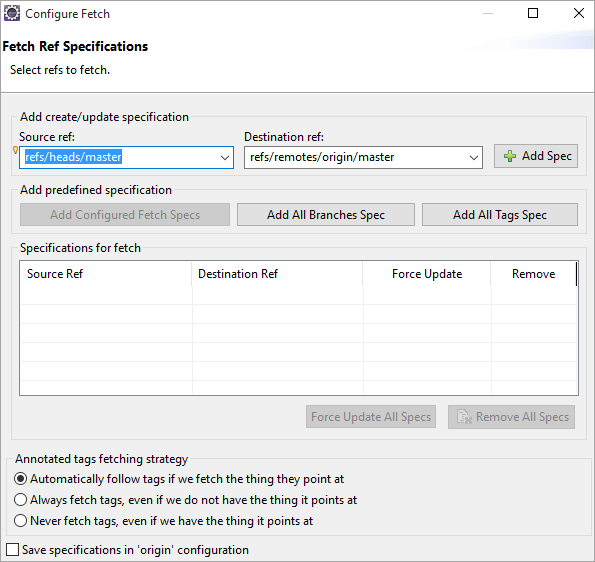 Configure Fetch
Fetch Ref Specifications
Select refs to fetch.
Add create/update specification
Source ref: Destination ref:
refs/heads/master refs/remotes/origin/master Add Spec
Add predefined specification
Add Configured Fetch Specs Add All Branches Spec Add All Tags Spec
Specifications for fetch
Source Ref Destination Ref Force Update Remove
Force Update All Specs Remove All Specs
Annotated tags fetching strategy
Automatically follow tags if we fetch the thing they point at
Always fetch tags, even if we do not have the thing it points at
Never fetch tags, even if we have the thing it points at
Save specifications in 'origin' configuration